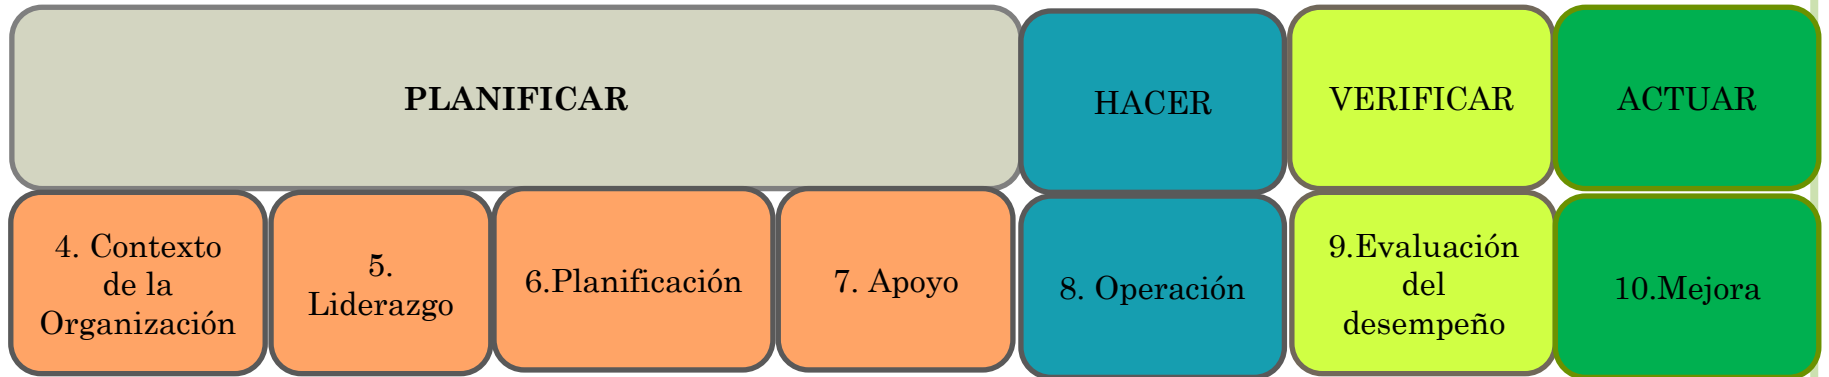 PLANIFICAR
HACER
VERIFICAR
ACTUAR
4. Contexto
de la
Organización
5.
Liderazgo
6.Planificación
7. Apoyo
8. Operación
9.Evaluación
del
desempeño
10.Mejora